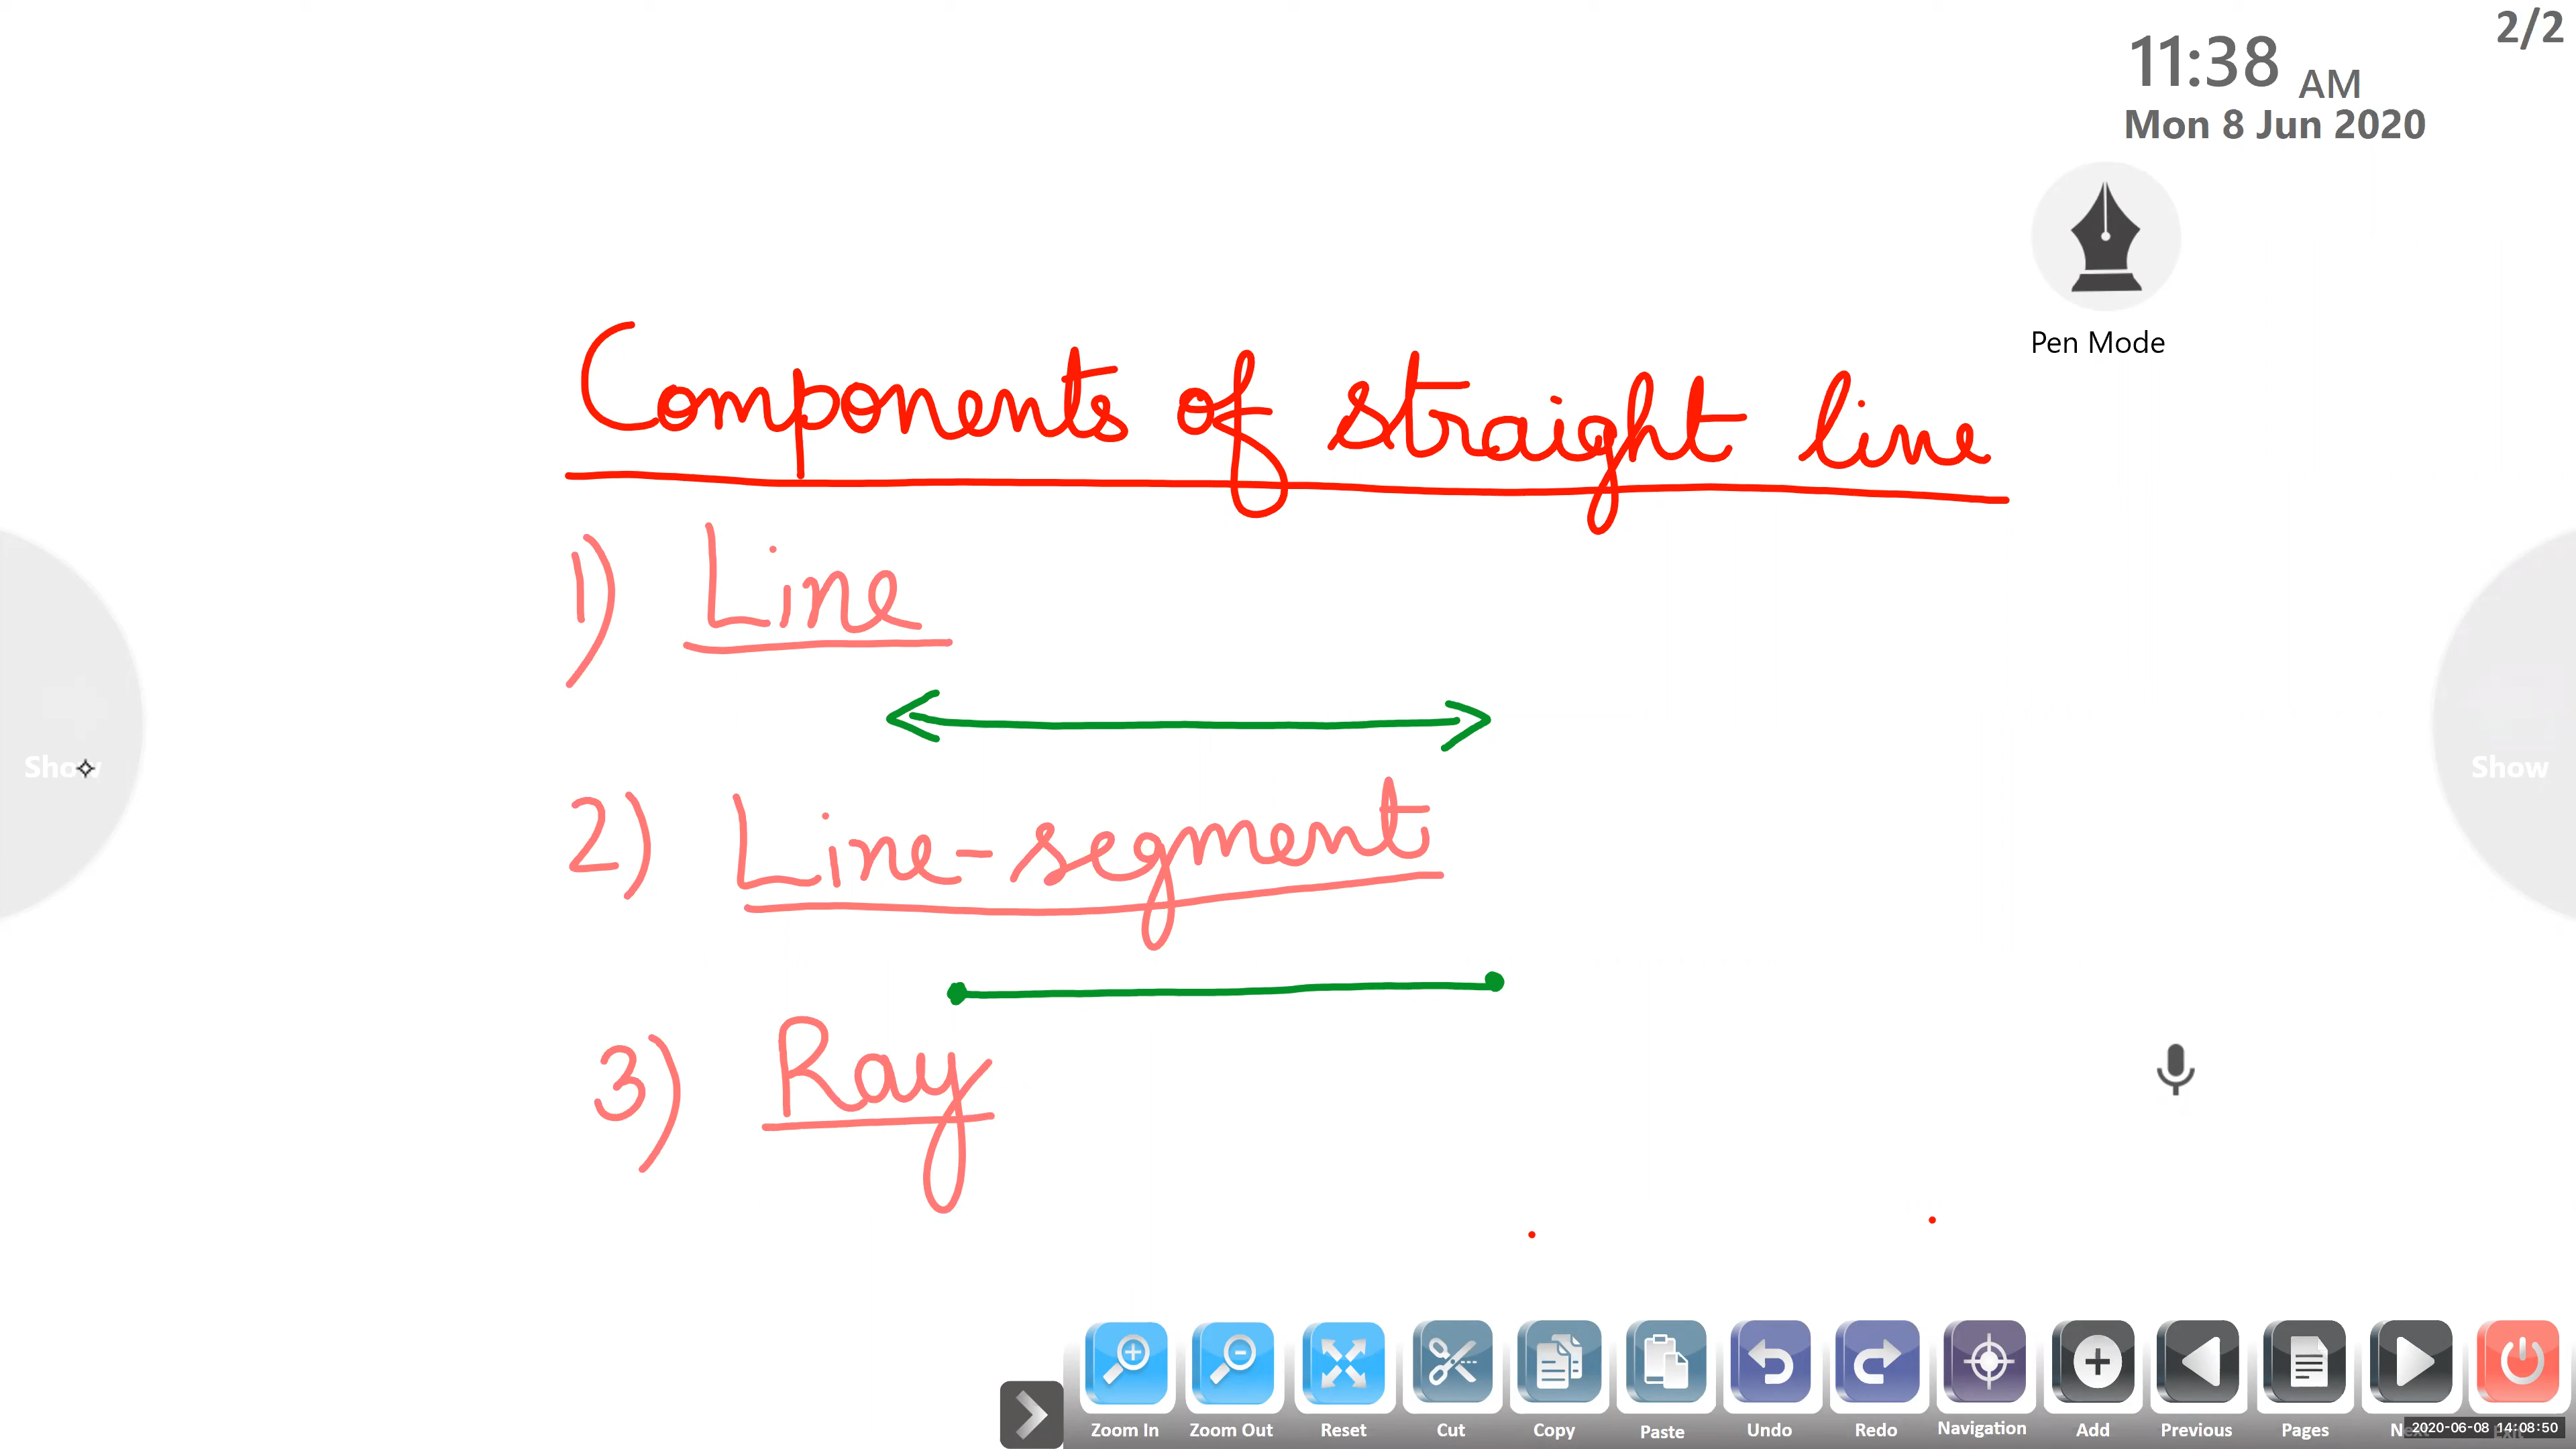 2/2
11:38 AM
Mon 8 Jun 2020
Pen Mode
Components of straight line
1) Line
Show
Show
2) Line-segment
3) Ray
Zoom In Zoom Out Reset Cut Copy Paste Undo Redo Navigation Add Previous Pages
2020-06-08 14:08:50